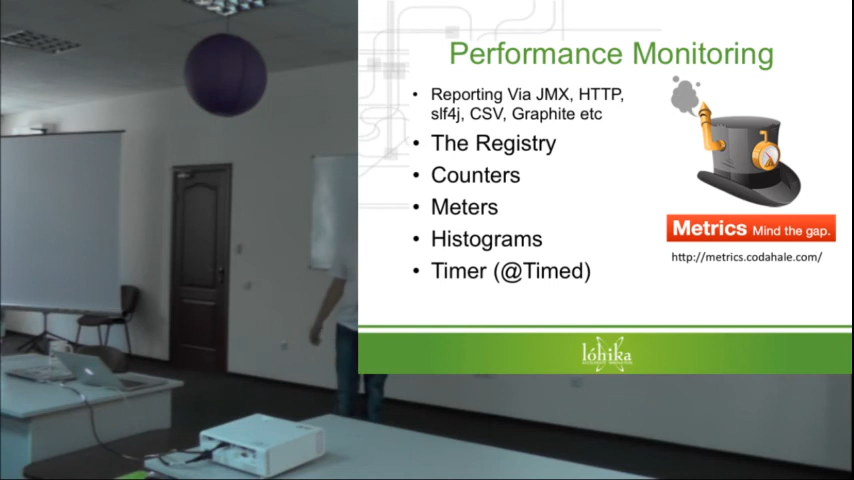 Performance Monitoring
• Reporting Via JMX, HTTP,
slf4j, CSV, Graphite etc
• The Registry
• Counters
• Meters
• Histograms
• Timer (@Timed)
Metrics Mind the gap.
http://metrics.codahale.com/
lóhika